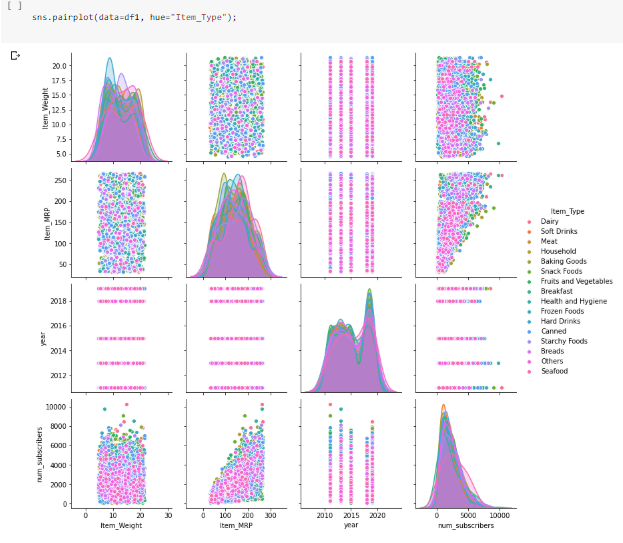 [ ]
sns.pairplot(data=df1, hue="Item_Type");
20.0
17.5
15.0
12.5
10.0
7.5
5.0
Item_Weight
250
200
150
100
50
Item_MRP
2018
2016
2014
2012
year
10000
8000
6000
4000
2000
0
num_subscribers
0 10 20 30
Item_Weight
0 100 200 300
Item_MRP
2010 2015 2020
year
0 5000 10000
num_subscribers
Item_Type
Dairy
Soft Drinks
Meat
Household
Baking Goods
Snack Foods
Fruits and Vegetables
Breakfast
Health and Hygiene
Frozen Foods
Hard Drinks
Canned
Starchy Foods
Breads
Others
Seafood